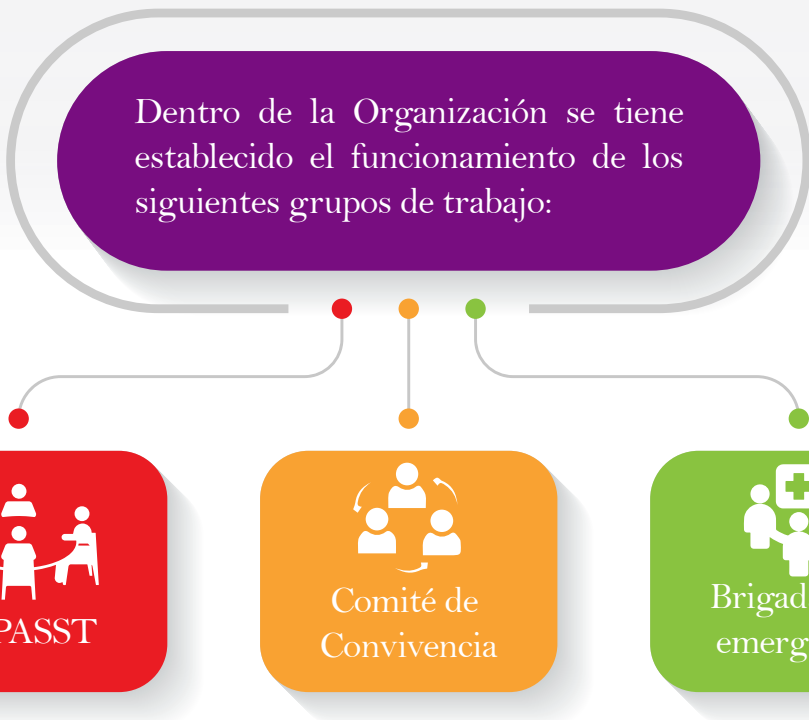 Dentro de la Organización se tiene
establecido el funcionamiento de los
siguientes grupos de trabajo:
PASST
Comité de
Convivencia
Brigad
emerg